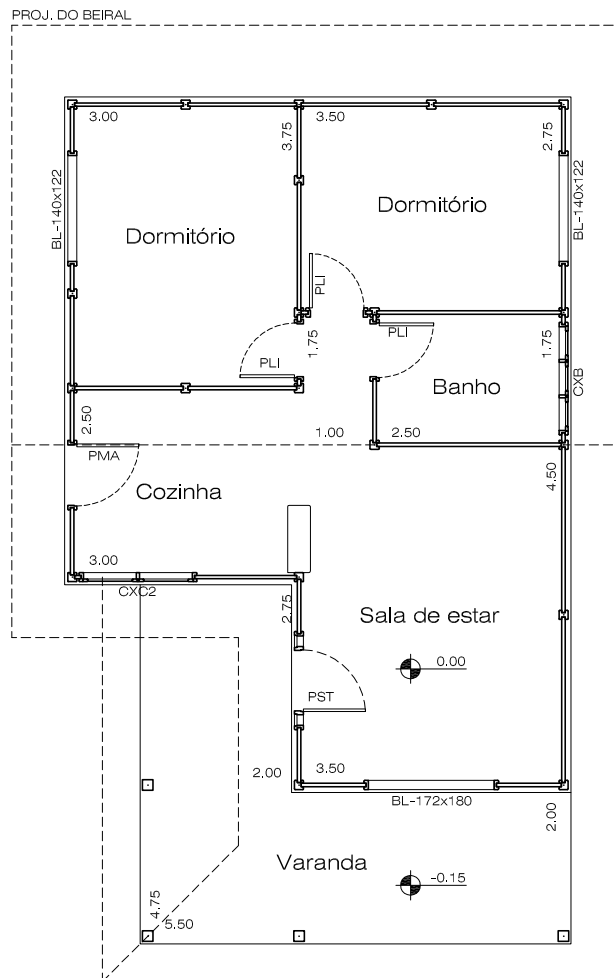 PROJ. DO BEIRAL
3.00
3.50
3.75
2.75
BL-140x122
BL-140x122
Dormitório
Dormitório
PLI
PLI
PLI
1.75
1.75
CXB
Banho
2.50
1.00
2.50
4.50
PMA
Cozinha
3.00
CXC2
2.75
Sala de estar
0.00
PST
2.00
3.50
BL-172x180
2.00
Varanda
-0.15
4.75
5.50